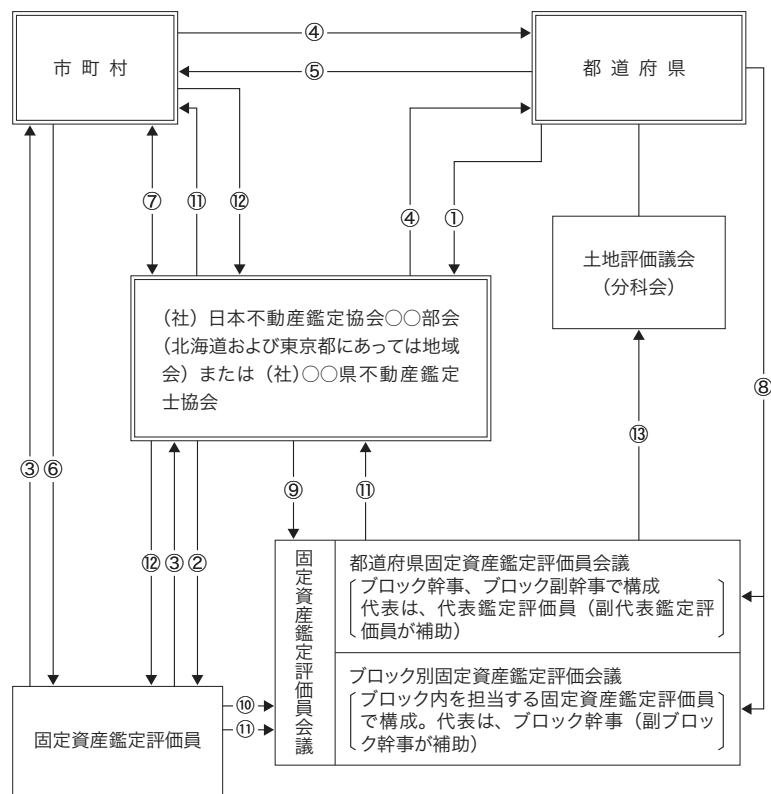 市町村
④
都道府県
⑤
⑦
⑪
⑫
④
①
土地評価議会
(分科会)
(社)日本不動産鑑定協会○○部会
(北海道および東京都にあっては地域
会)または(社)○○県不動産鑑定
士協会
⑧
③
⑥
⑫
③
②
⑨
⑪
⑬
固定資産鑑定評価員会議
都道府県固定資産鑑定評価員会議
ブロック幹事、ブロック副幹事で構成
代表は、代表鑑定評価員(副代表鑑定評
価員が補助)
ブロック別固定資産鑑定評価会議
ブロック内を担当する固定資産鑑定評価員
で構成。代表は、ブロック幹事(副ブロッ
ク幹事が補助)
固定資産鑑定評価員
⑩
⑪